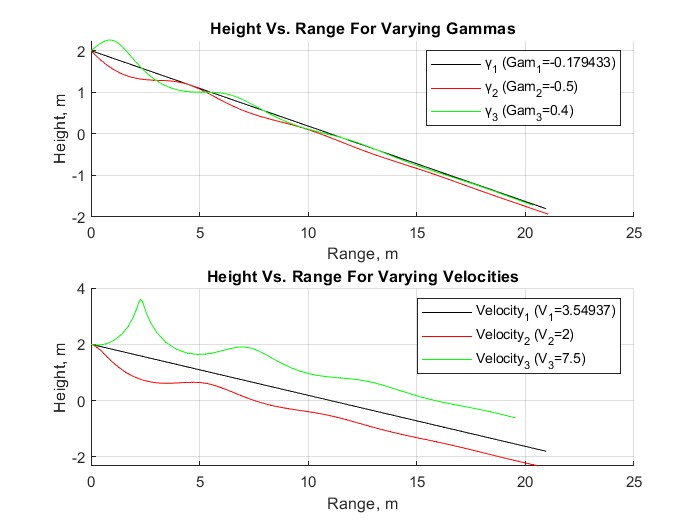 Height Vs. Range For Varying Gammas
Height, m
2
1
0
-1
-2
γ1 (Gam1=-0.179433)
γ2 (Gam2=-0.5)
γ3 (Gam3=0.4)
0 5 10 15 20 25
Range, m
Height Vs. Range For Varying Velocities
Height, m
4
2
0
-2
Velocity1 (V1=3.54937)
Velocity2 (V2=2)
Velocity3 (V3=7.5)
0 5 10 15 20 25
Range, m